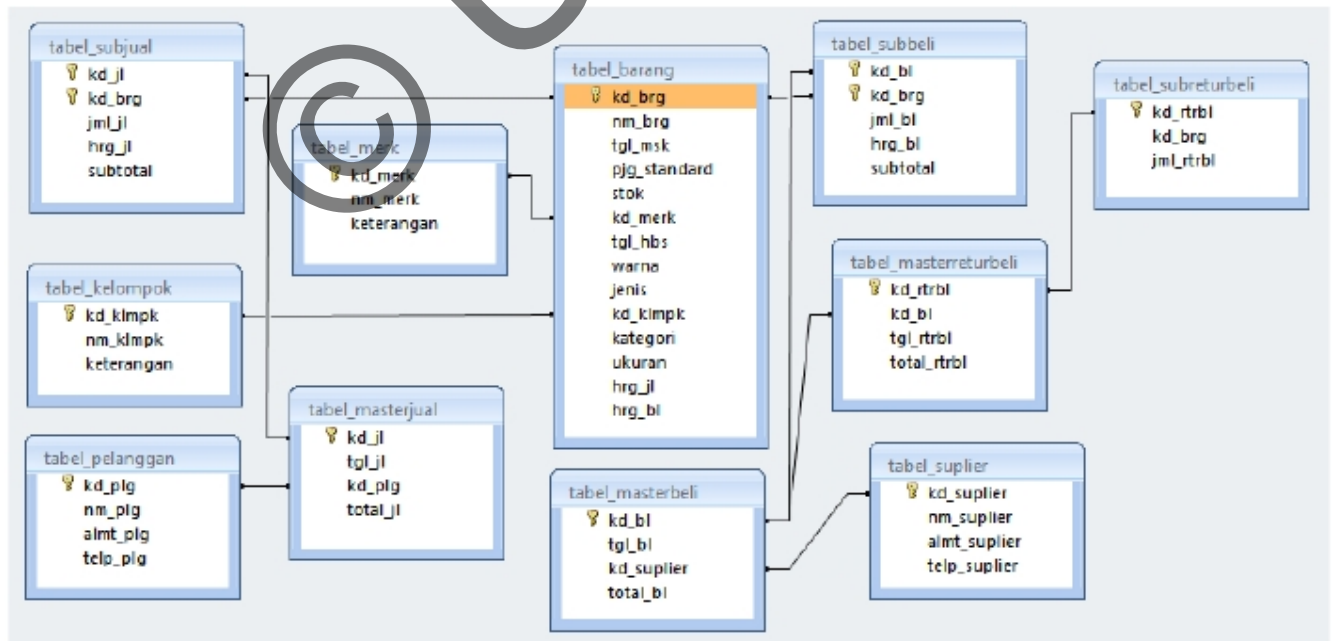 tabel_subjual
kd_jl
kd_brg
jml_jl
hrg_jl
subtotal
tabel_merk
kd_merk
nm_merk
keterangan
tabel_kelompok
kd_klmpk
nm_klmpk
keterangan
tabel_pelanggan
kd_plg
nm_plg
almt_plg
telp_plg
tabel_masterjual
kd_jl
tgl_jl
kd_plg
total_jl
tabel_barang
kd_brg
nm_brg
tgl_msk
pjg_standard
stok
kd_merk
tgl_hbs
warna
jenis
kd_klmpk
kategori
ukuran
hrg_jl
hrg_bl
tabel_masterbeli
kd_bl
tgl_bl
kd_suplier
total_bl
tabel_subbeli
kd_bl
kd_brg
jml_bl
hrg_bl
subtotal
tabel_subreturbeli
kd_rtrbl
kd_brg
jml_rtrbl
tabel_masterreturbeli
kd_rtrbl
kd_bl
tgl_rtrbl
total_rtrbl
tabel_suplier
kd_suplier
nm_suplier
almt_suplier
telp_suplier
©